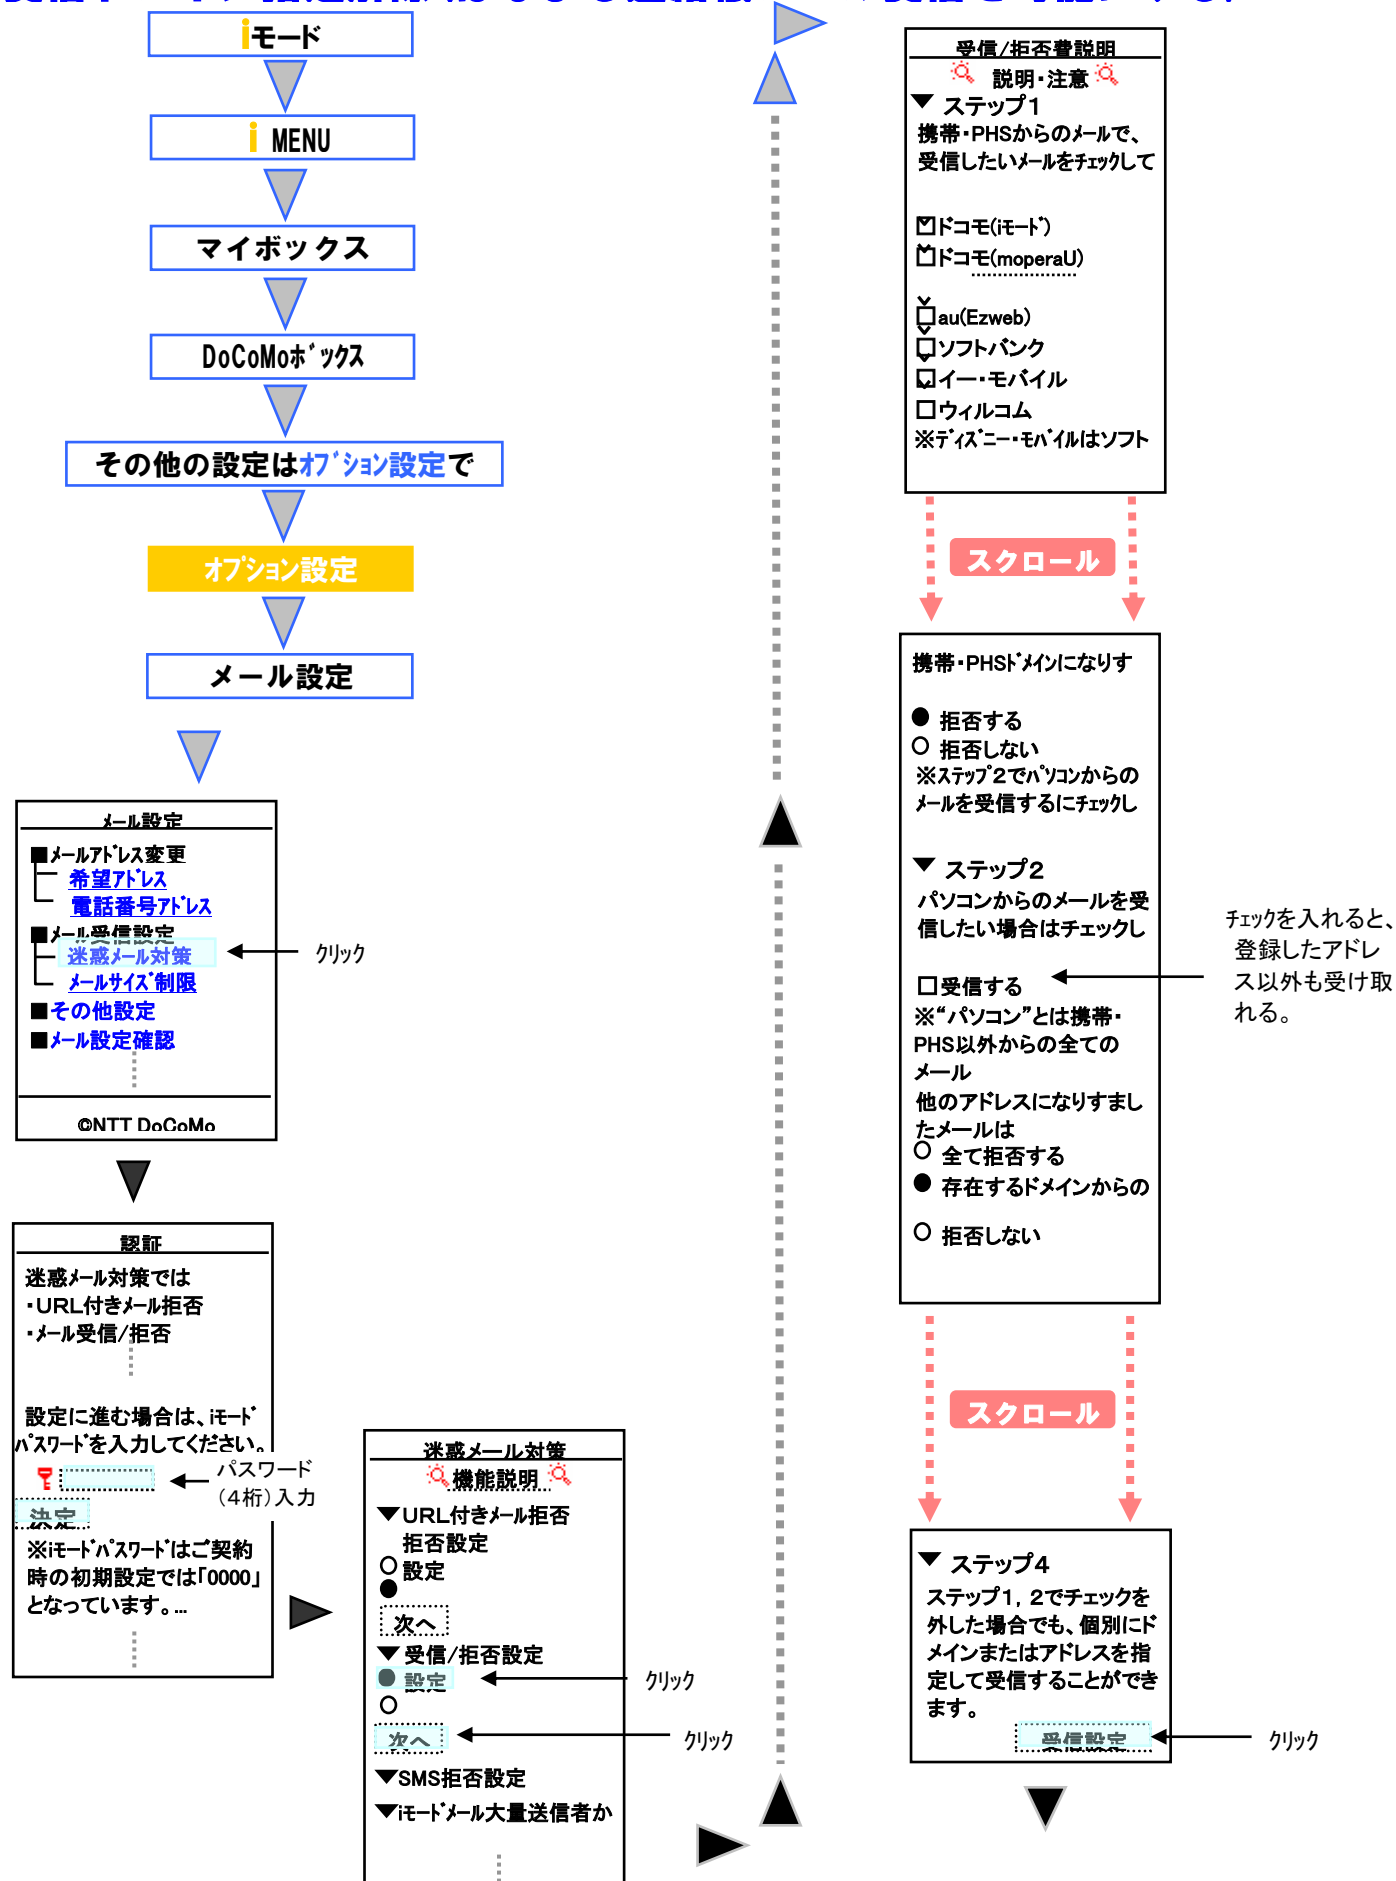 iモード
i MENU
マイボックス
DoCoMoボックス
その他の設定はオプション設定で
オプション設定
メール設定
メール設定
■メールアドレス変更
希望アドレス
電話番号アドレス
■メール受信設定
迷惑メール対策
クリック
メールサイズ制限
■その他設定
■メール設定確認
©NTT DoCoMo
認証
迷惑メール対策では
・URL付きメール拒否
・メール受信/拒否
設定に進む場合は、iモード
パスワードを入力してください。
パスワード
(4桁)入力
決定
※iモードパスワードはご契約
時の初期設定では「0000」
となっています。...
迷惑メール対策
機能説明
▼URL付きメール拒否
拒否設定
○設定
●
次へ
▼受信/拒否設定
●設定
クリック
○
次へ
クリック
▼SMS拒否設定
▼iモードメール大量送信者か
受信/拒否費説明
説明・注意
▼ ステップ1
携帯・PHSからのメールで、
受信したいメールをチェックして
ドコモ(iモード)
ドコモ(moperaU)
au(Ezweb)
ソフトバンク
イー・モバイル
□ウィルコム
※ディズニー・モバイルはソフト
スクロール
携帯・PHSドメインになりす
● 拒否する
○ 拒否しない
※ステップ2でパソコンからの
メールを受信するにチェックし
▼ ステップ2
パソコンからのメールを受
信したい場合はチェックし
□受信する
※“パソコン”とは携帯・
PHS以外からの全ての
メール
他のアドレスになりすまし
たメールは
○ 全て拒否する
● 存在するドメインからの
○ 拒否しない
チェックを入れると、
登録したアドレ
ス以外も受け取
れる。
スクロール
▼ ステップ4
ステップ1, 2でチェックを
外した場合でも、個別にド
メインまたはアドレスを指
定して受信することができ
ます。
受信設定
クリック